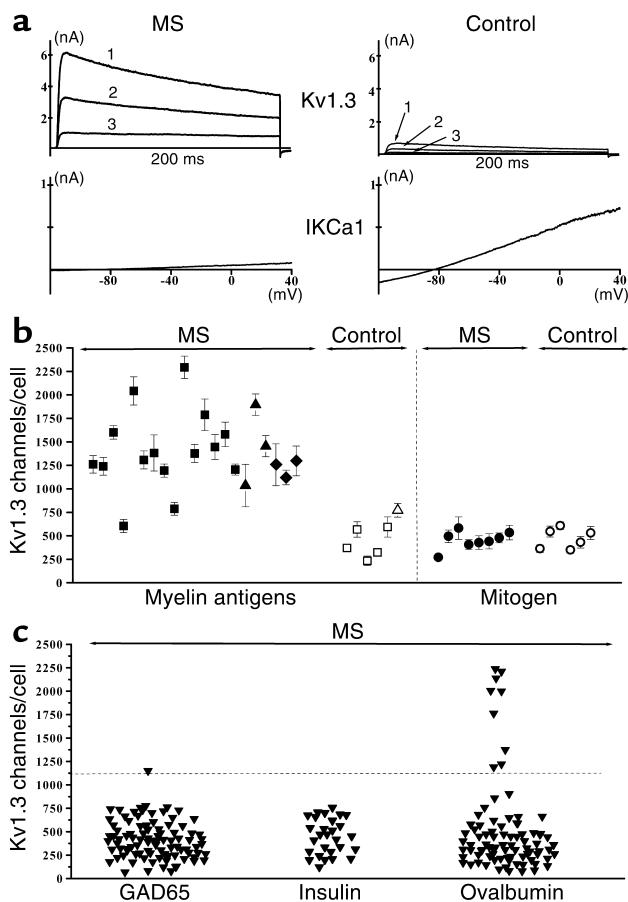 a
MS
Control
(nA)
(nA)
6
4
2
1
2
3
200 ms
Kv1.3
6
4
2
1
2
3
200 ms
(nA)
1
-80
-40
0
40
(mV)
IKCa1
(nA)
1
-80
-40
0
40
(mV)
b
MS
Control
MS
Control
Kv1.3 channels/cell
2500
2250
2000
1750
1500
1250
1000
750
500
250
0
Myelin antigens
Mitogen
c
MS
Kv1.3 channels/cell
2500
2250
2000
1750
1500
1250
1000
750
500
250
0
GAD65
Insulin
Ovalbumin